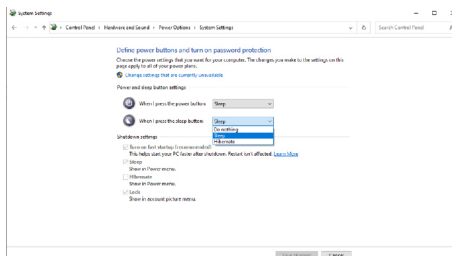 System Settings
Control Panel > Hardware and Sound > Power Options > System Settings
Search Control Panel
Define power buttons and turn on password protection
Choose the power settings that you want for your computer. The changes you make to the settings on this
page apply to all of your power plans.
Change settings that are currently unavailable
Power and sleep button settings
When I press the power button: Sleep
When I press the sleep button: Sleep
Do nothing
Sleep
Hibernate
Shutdown settings
Turn on fast startup (recommended)
This helps start your PC faster after shutdown. Restart isn't affected. Learn More
Sleep
Show in Power menu.
Hibernate
Show in Power menu.
Lock
Show in account picture menu.
Save changes Cancel